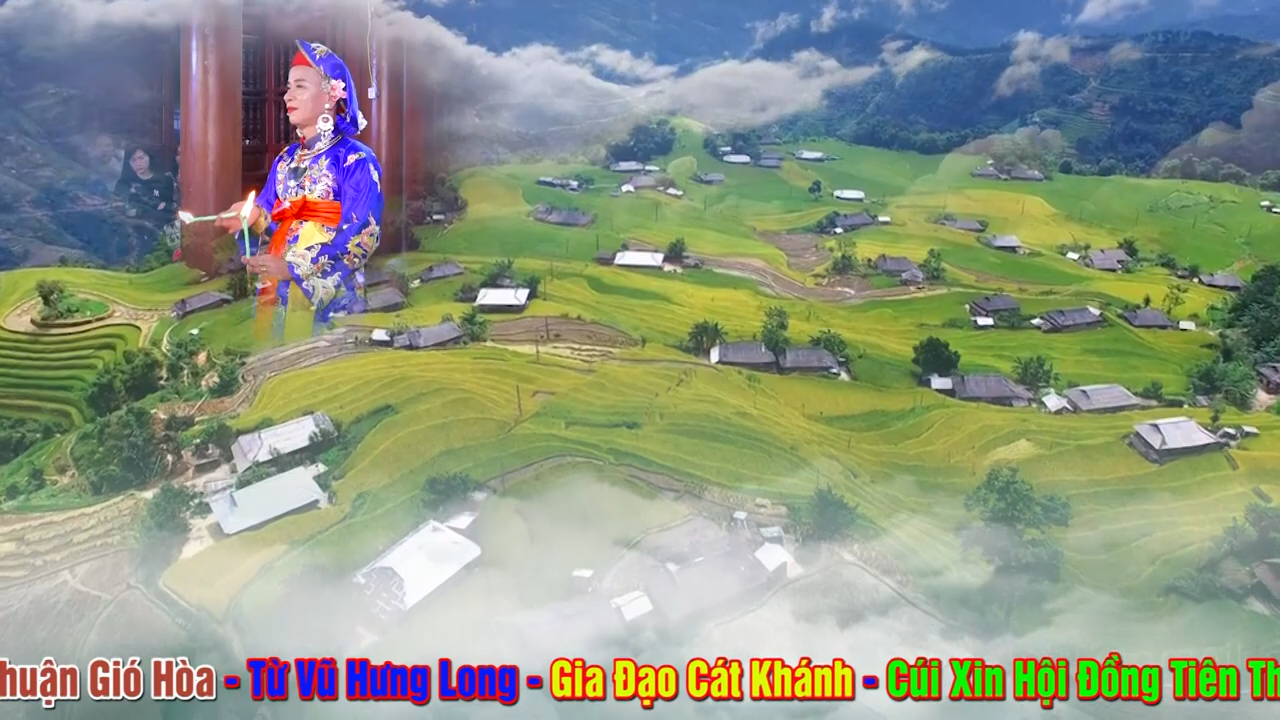 huận Gió Hòa - Từ Vũ Hưng Long - Gia Đạo Cát Khánh - Cúi Xin Hội Đồng Tiên Th